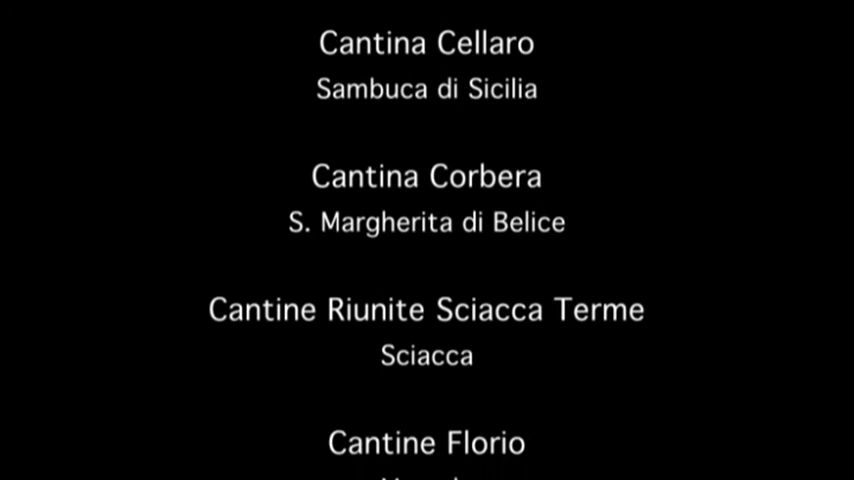 Cantina Cellaro
Sambuca di Sicilia
Cantina Corbera
S. Margherita di Belice
Cantine Riunite Sciacca Terme
Sciacca
Cantine Florio